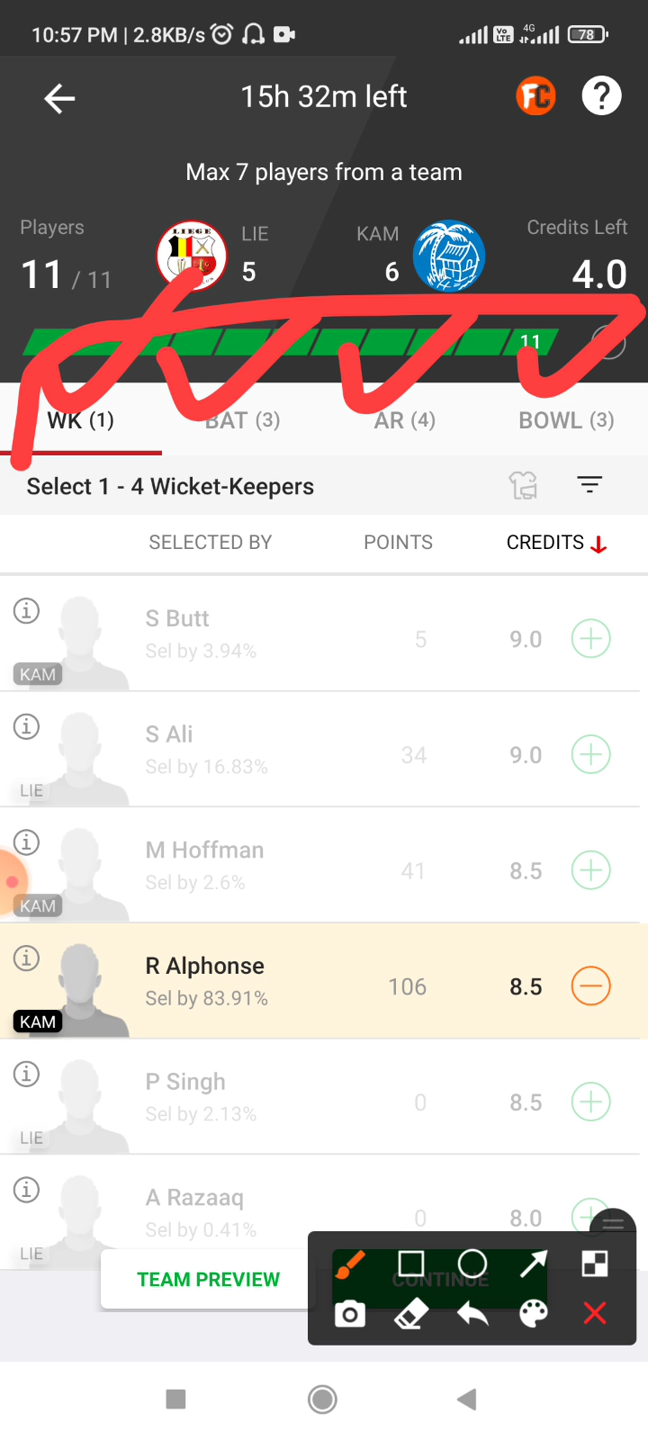 10:57 PM | 2.8KB/s Vo LTE 4G 78
15h 32m left FC ?
Max 7 players from a team
Players LIEGE LIE KAM Credits Left
11 / 11 5 6 4.0
11
WK (1) BAT (3) AR (4) BOWL (3)
Select 1 - 4 Wicket-Keepers
SELECTED BY POINTS CREDITS
S Butt
Sel by 3.94% 5 9.0
KAM
S Ali
Sel by 16.83% 34 9.0
LIE
M Hoffman
Sel by 2.6% 41 8.5
KAM
R Alphonse
Sel by 83.91% 106 8.5
KAM
P Singh
Sel by 2.13% 0 8.5
LIE
A Razaaq
Sel by 0.41% 0 8.0
LIE
TEAM PREVIEW CONTINUE